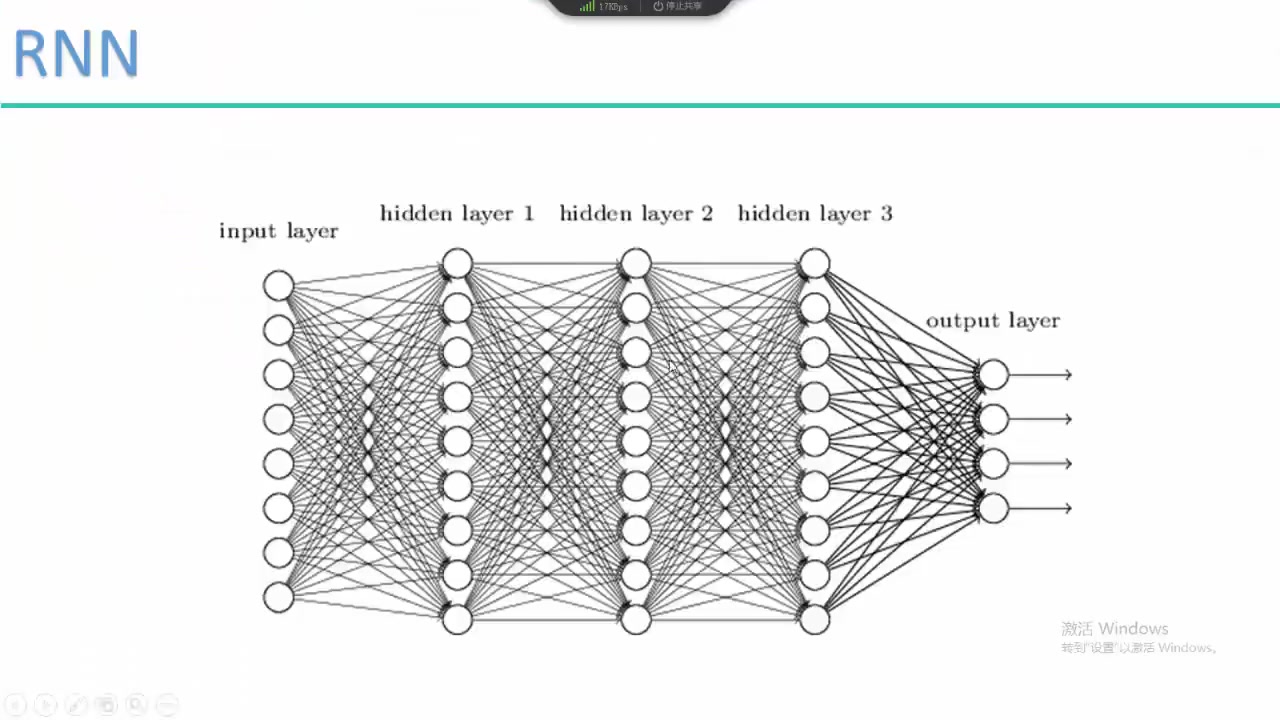 17KBps 停止共享
RNN
hidden layer 1 hidden layer 2 hidden layer 3
input layer
output layer
激活 Windows
转到"设置"以激活 Windows。